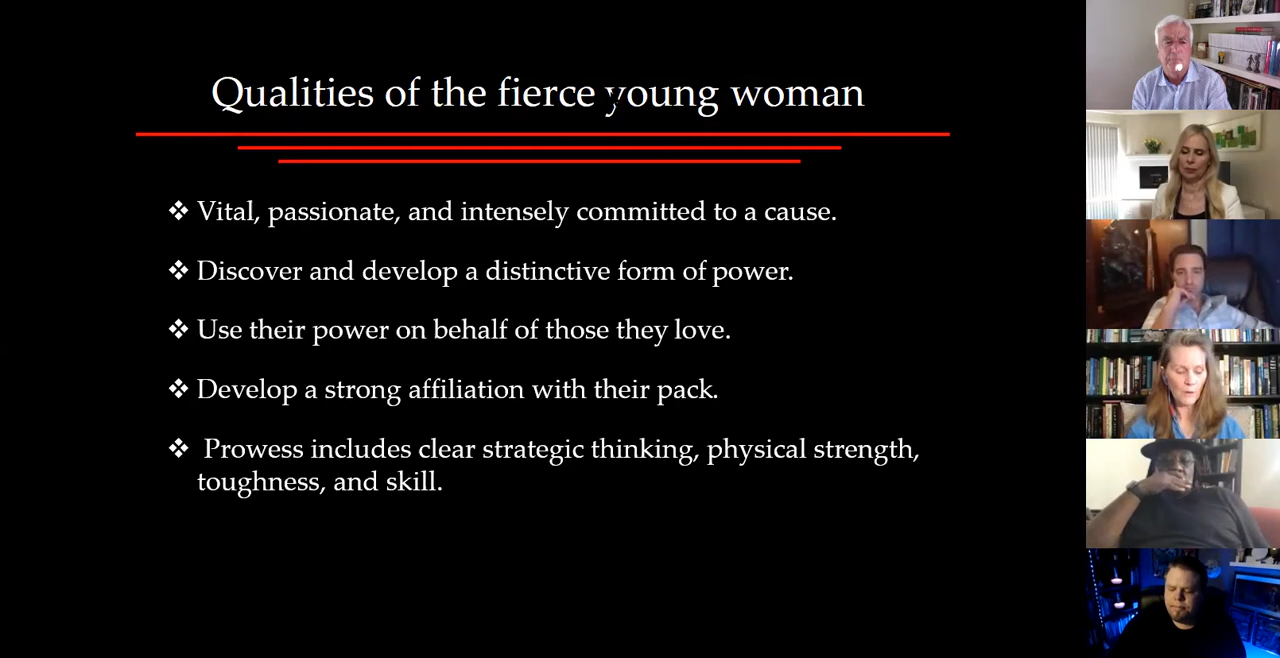 Qualities of the fierce young woman
❖ Vital, passionate, and intensely committed to a cause.
❖ Discover and develop a distinctive form of power.
❖ Use their power on behalf of those they love.
❖ Develop a strong affiliation with their pack.
❖ Prowess includes clear strategic thinking, physical strength,
toughness, and skill.